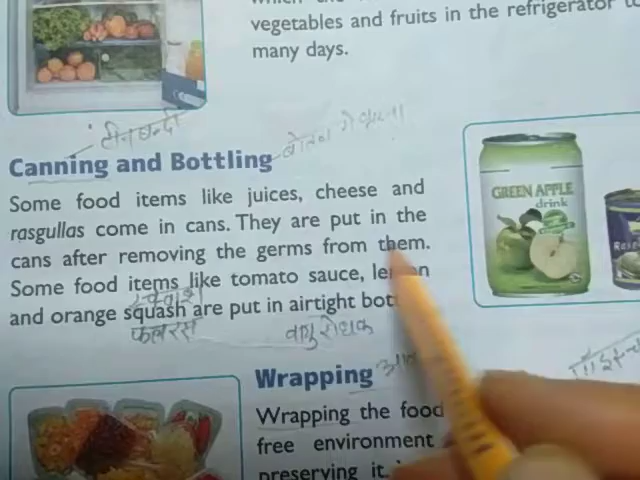 vegetables and fruits in the refrigerator to
many days.
टीनबन्दी
Canning and Bottling
Some food items like juices, cheese and
rasgullas come in cans. They are put in the
cans after removing the germs from them.
Some food items like tomato sauce,
स्क्वाश
and orange squash are put in airtight
फलरस
वायुरोधक
GREEN APPLE
drink
Wrapping
Wrapping the food
free environment
preserving it